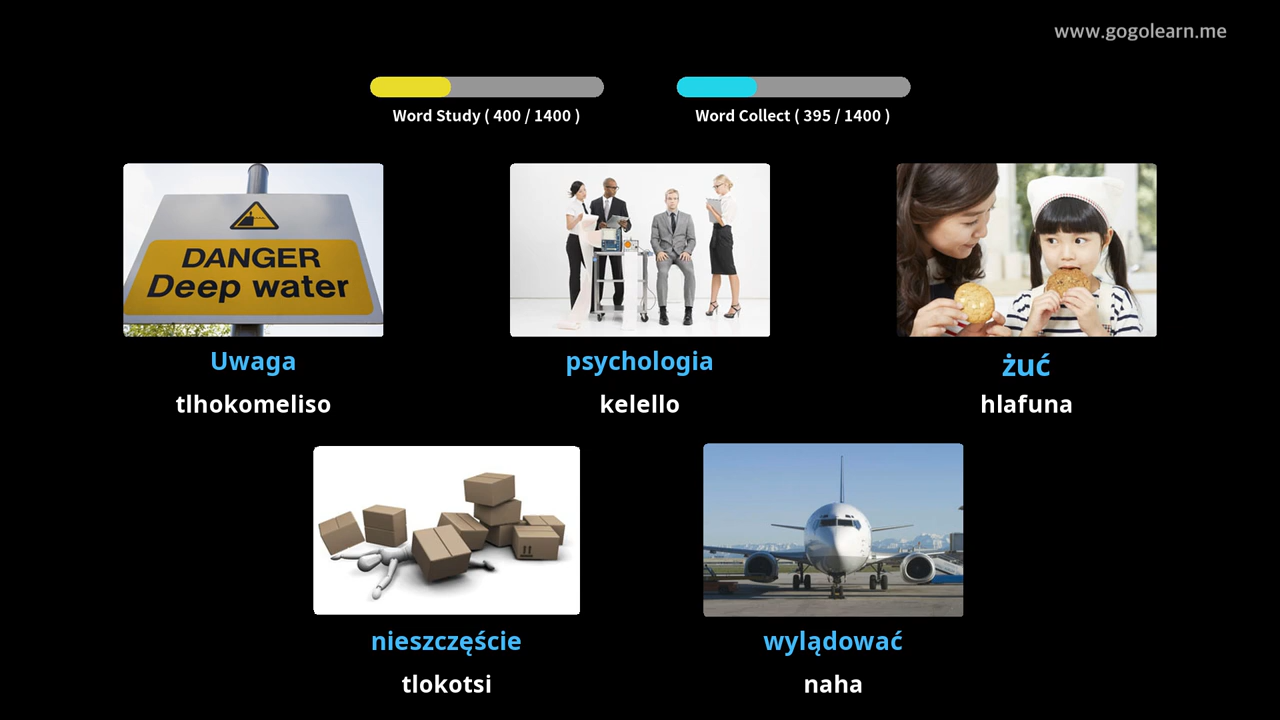 www.gogolearn.me
Word Study ( 400 / 1400 )
Word Collect ( 395 / 1400 )
DANGER
Deep water
Uwaga
psychologia
żuć
tlhokomeliso
kelello
hlafuna
nieszczęście
wylądować
tlokotsi
naha